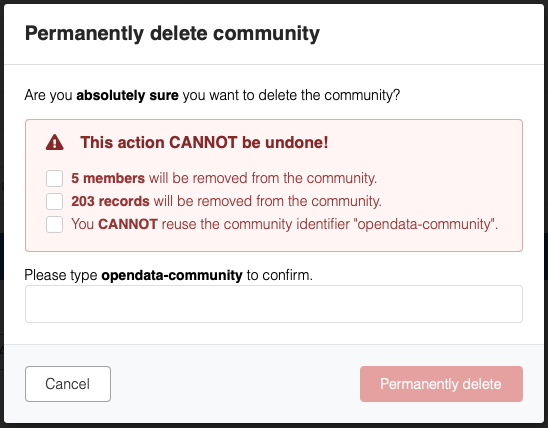 Permanently delete community
Are you absolutely sure you want to delete the community?
This action CANNOT be undone!
5 members will be removed from the community.
203 records will be removed from the community.
You CANNOT reuse the community identifier "opendata-community".
Please type opendata-community to confirm.
Cancel
Permanently delete